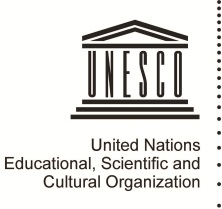 UNESCO
United Nations
Educational, Scientific and
Cultural Organization